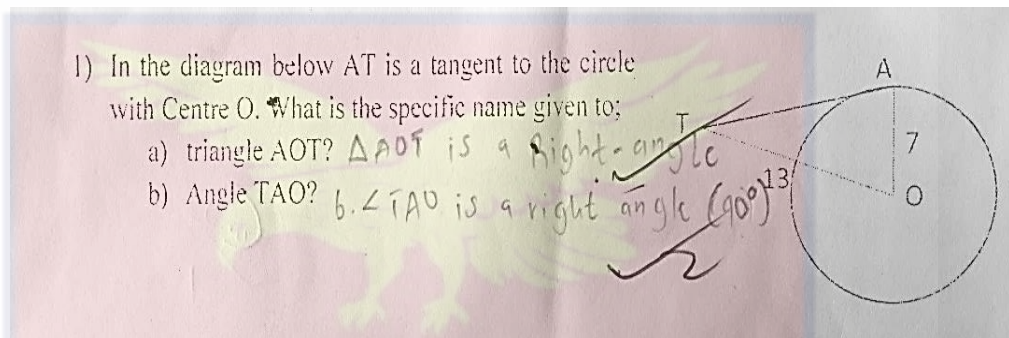 1) In the diagram below AT is a tangent to the circle
with Centre O. What is the specific name given to;
a) triangle AOT? ΔAOT is a Right-angle
b) Angle TAO? b. ∠TAO is a right angle (90°)
A
T
7
13
O